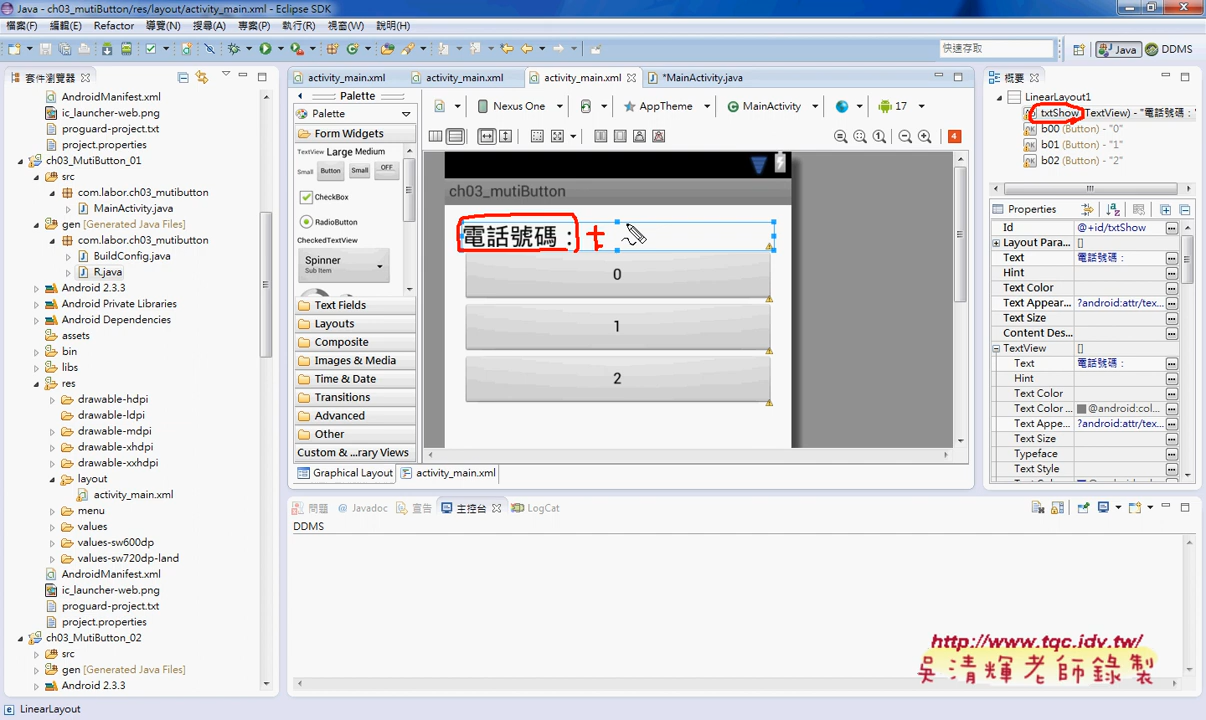 Java - ch03_mutiButton/res/layout/activity_main.xml - Eclipse SDK
檔案(F) 編輯(E) Refactor 導覽(N) 搜尋(A) 專案(P) 執行(R) 視窗(W) 說明(H)
快速存取 Java DDMS
套件瀏覽器
AndroidManifest.xml
ic_launcher-web.png
proguard-project.txt
project.properties
ch03_MutiButton_01
src
com.labor.ch03_mutibutton
MainActivity.java
gen [Generated Java Files]
com.labor.ch03_mutibutton
BuildConfig.java
R.java
Android 2.3.3
Android Private Libraries
Android Dependencies
assets
bin
libs
res
drawable-hdpi
drawable-ldpi
drawable-mdpi
drawable-xhdpi
drawable-xxhdpi
layout
activity_main.xml
menu
values
values-sw600dp
values-sw720dp-land
AndroidManifest.xml
ic_launcher-web.png
proguard-project.txt
project.properties
ch03_MutiButton_02
src
gen [Generated Java Files]
Android 2.3.3
LinearLayout
activity_main.xml activity_main.xml activity_main.xml *MainActivity.java
Palette
Palette
Form Widgets
TextView Large Medium
Small Button Small OFF
CheckBox
RadioButton
CheckedTextView
Spinner
Sub Item
Text Fields
Layouts
Composite
Images & Media
Time & Date
Transitions
Advanced
Other
Custom & ...rary Views
Nexus One AppTheme MainActivity 17
4
ch03_mutiButton
電話號碼：+
0
1
2
Graphical Layout activity_main.xml
問題 @ Javadoc 宣告 主控台 LogCat
DDMS
概要
LinearLayout1
txtShow (TextView) - "電話號碼："
b00 (Button) - "0"
b01 (Button) - "1"
b02 (Button) - "2"
Properties
Id @+id/txtShow
Layout Para...  []
Text 電話號碼：
Hint
Text Color
Text Appear... ?android:attr/tex...
Text Size
Content Des...
TextView []
Text 電話號碼：
Hint
Text Color
Text Color ... @android:col...
Text Appe... ?android:attr/tex...
Text Size
Typeface
Text Style
http://www.tqc.idv.tw/
吳清輝老師錄製